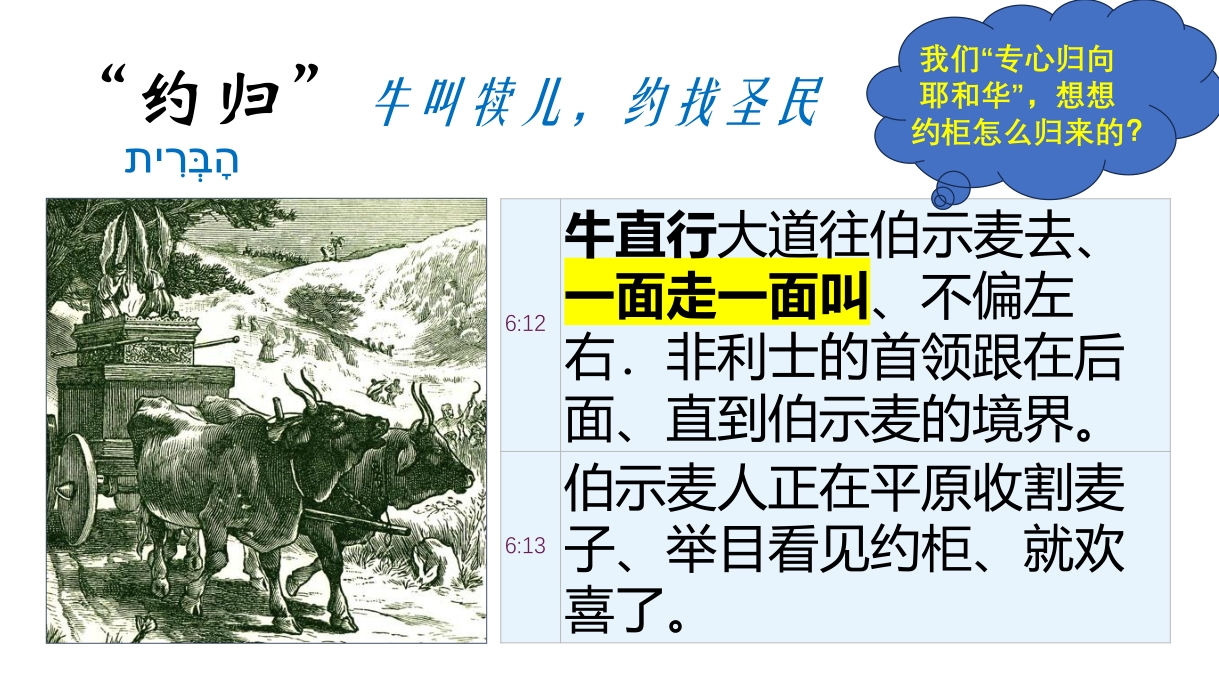 “约归” 牛叫犊儿，约找圣民
הָבְּרִית
我们“专心归向
耶和华”，想想
约柜怎么归来的？
6:12
牛直行大道往伯示麦去、
一面走一面叫、不偏左
右．非利士的首领跟在后
面、直到伯示麦的境界。
6:13
伯示麦人正在平原收割麦
子、举目看见约柜、就欢
喜了。